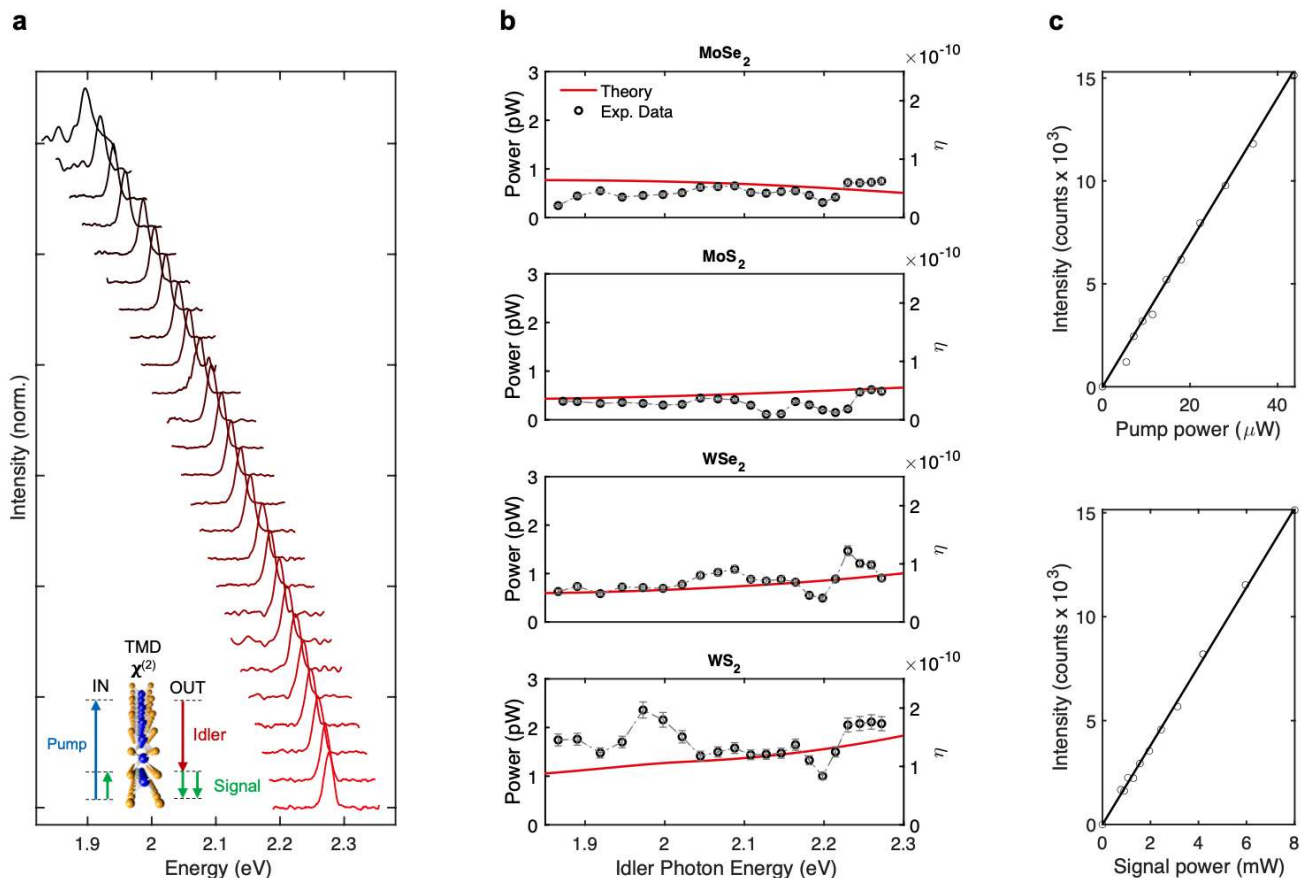 a
Intensity (norm.)
1.9 2 2.1 2.2 2.3
Energy (eV)
TMD
χ(2)
IN OUT
Pump
Idler
Signal
b
MoSe2
×10-10
3
2
1
0
Power (pW)
Theory
Exp. Data
2
1
0
η
MoS2
×10-10
3
2
1
0
Power (pW)
2
1
0
η
WSe2
×10-10
3
2
1
0
Power (pW)
2
1
0
η
WS2
×10-10
3
2
1
0
Power (pW)
2
1
0
η
1.9 2 2.1 2.2 2.3
Idler Photon Energy (eV)
c
15
10
5
0
Intensity (counts x 103)
0 20 40
Pump power (μW)
15
10
5
0
Intensity (counts x 103)
0 2 4 6 8
Signal power (mW)